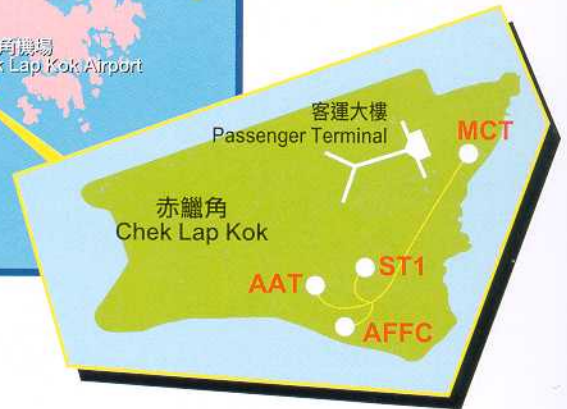 角機場
Lap Kok Airport
客運大樓
Passenger Terminal
MCT
赤鱲角
Chek Lap Kok
ST1
AAT
AFFC